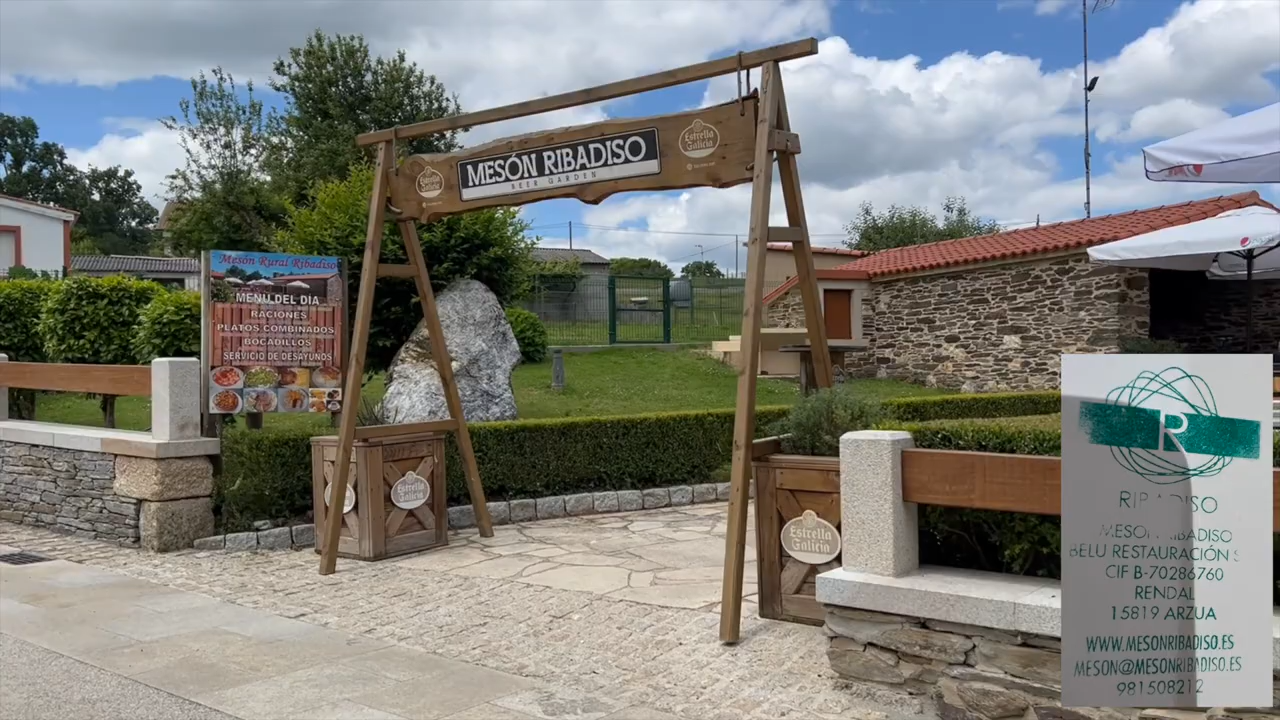 MESÓN RIBADISO
BEER GARDEN
Estrella
Galicia
Estrella
Galicia
Mesón Rural Ribadiso
MENU DEL DÍA
RACIONES
PLATOS COMBINADOS
BOCADILLOS
SERVICIO DE DESAYUNOS
Estrella
Galicia
Estrella
Galicia
R
RIBADISO
MESON RIBADISO
BELU RESTAURACIÓN S
CIF B-70286760
RENDAL
15819 ARZUA
WWW.MESONRIBADISO.ES
MESON@MESONRIBADISO.ES
981508212